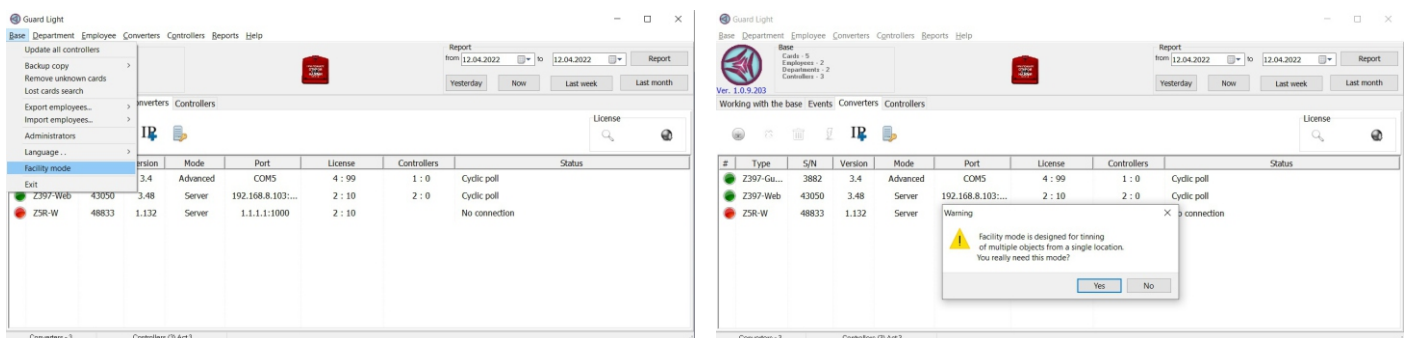 Guard Light
Base Department Employee Converters Controllers Reports Help
Update all controllers
Backup copy
Remove unknown cards
Lost cards search
Export employees..
Import employees..
Administrators
Language . .
Facility mode
Exit
Report
from 12.04.2022 to 12.04.2022 Report
Yesterday Now Last week Last month
nverters Controllers
License
IP
ersion Mode Port License Controllers Status
3.4 Advanced COM5 4 : 99 1 : 0 Cyclic poll
Z397-Web 43050 3.48 Server 192.168.8.103:... 2 : 10 2 : 0 Cyclic poll
Z5R-W 48833 1.132 Server 1.1.1.1:1000 2 : 10 No connection
Guard Light
Base Department Employee Converters Controllers Reports Help
Base
Cards - 5
Employees - 2
Departments - 2
Controllers - 3
Ver. 1.0.9.203
Report
from 12.04.2022 to 12.04.2022 Report
Yesterday Now Last week Last month
Working with the base Events Converters Controllers
License
IP
# Type S/N Version Mode Port License Controllers Status
Z397-Gu... 3882 3.4 Advanced COM5 4 : 99 1 : 0 Cyclic poll
Z397-Web 43050 3.48 Server 192.168.8.103:... 2 : 10 2 : 0 Cyclic poll
Z5R-W 48833 1.132 Server o connection
Warning
Facility mode is designed for tinning
of multiple objects from a single location.
You really need this mode?
Yes No